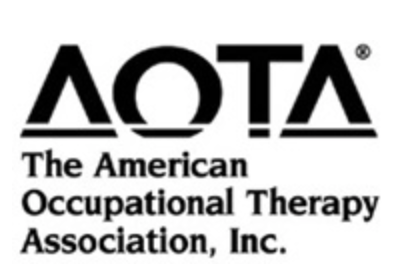 AOTA®
The American
Occupational Therapy
Association, Inc.